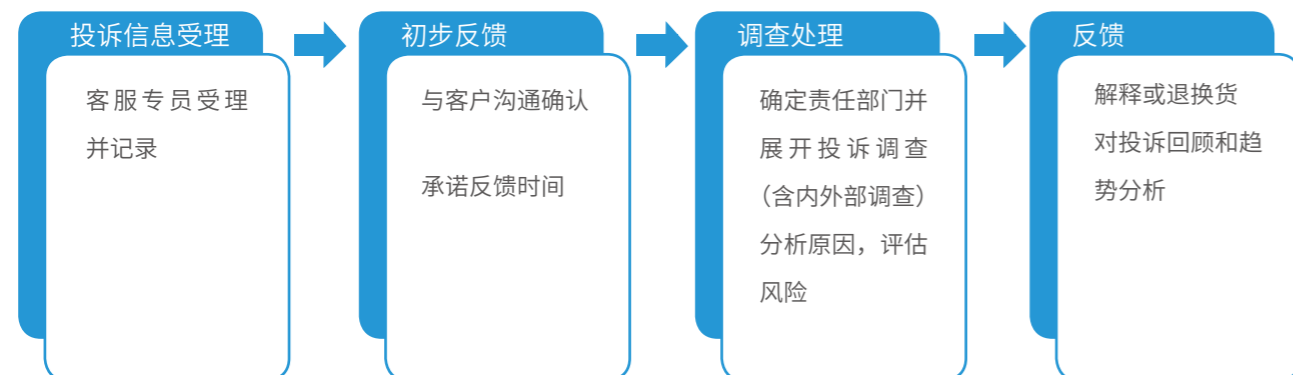 投诉信息受理
客服专员受理
并记录
初步反馈
与客户沟通确认
承诺反馈时间
调查处理
确定责任部门并
展开投诉调查
（含内外部调查）
分析原因，评估
风险
反馈
解释或退换货
对投诉回顾和趋
势分析